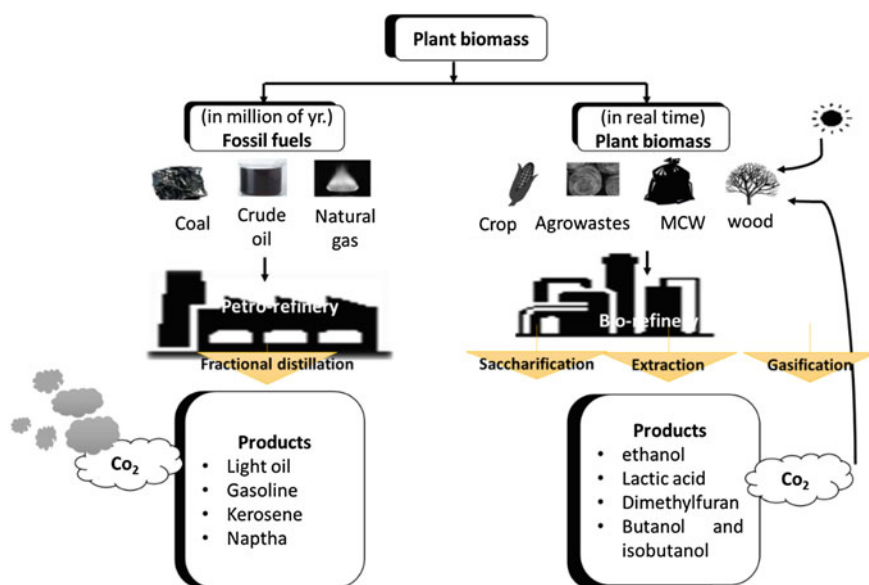 Plant biomass
(in million of yr.)
Fossil fuels
(in real time)
Plant biomass
Coal
Crude
oil
Natural
gas
Crop
Agrowastes
MCW
wood
Petro-refinery
Bio-refinery
Fractional distillation
Saccharification
Extraction
Gasification
Products
• Light oil
• Gasoline
• Kerosene
• Naptha
Co₂
Products
• ethanol
• Lactic acid
• Dimethylfuran
• Butanol and
isobutanol
Co₂